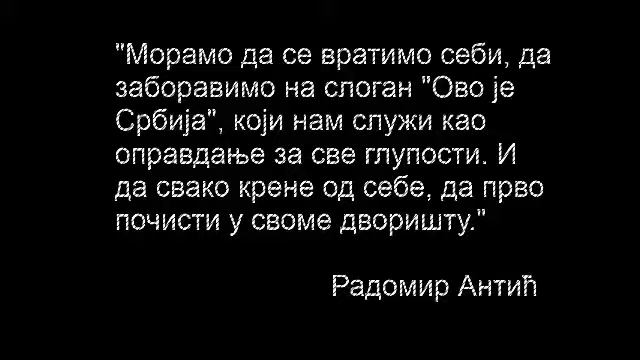 "Морамо да се вратимо себи, да
заборавимо на слоган "Ово је
Србија", који нам служи као
оправдање за све глупости. И
да свако крене од себе, да прво
почисти у своме дворишту."
Радомир Антић